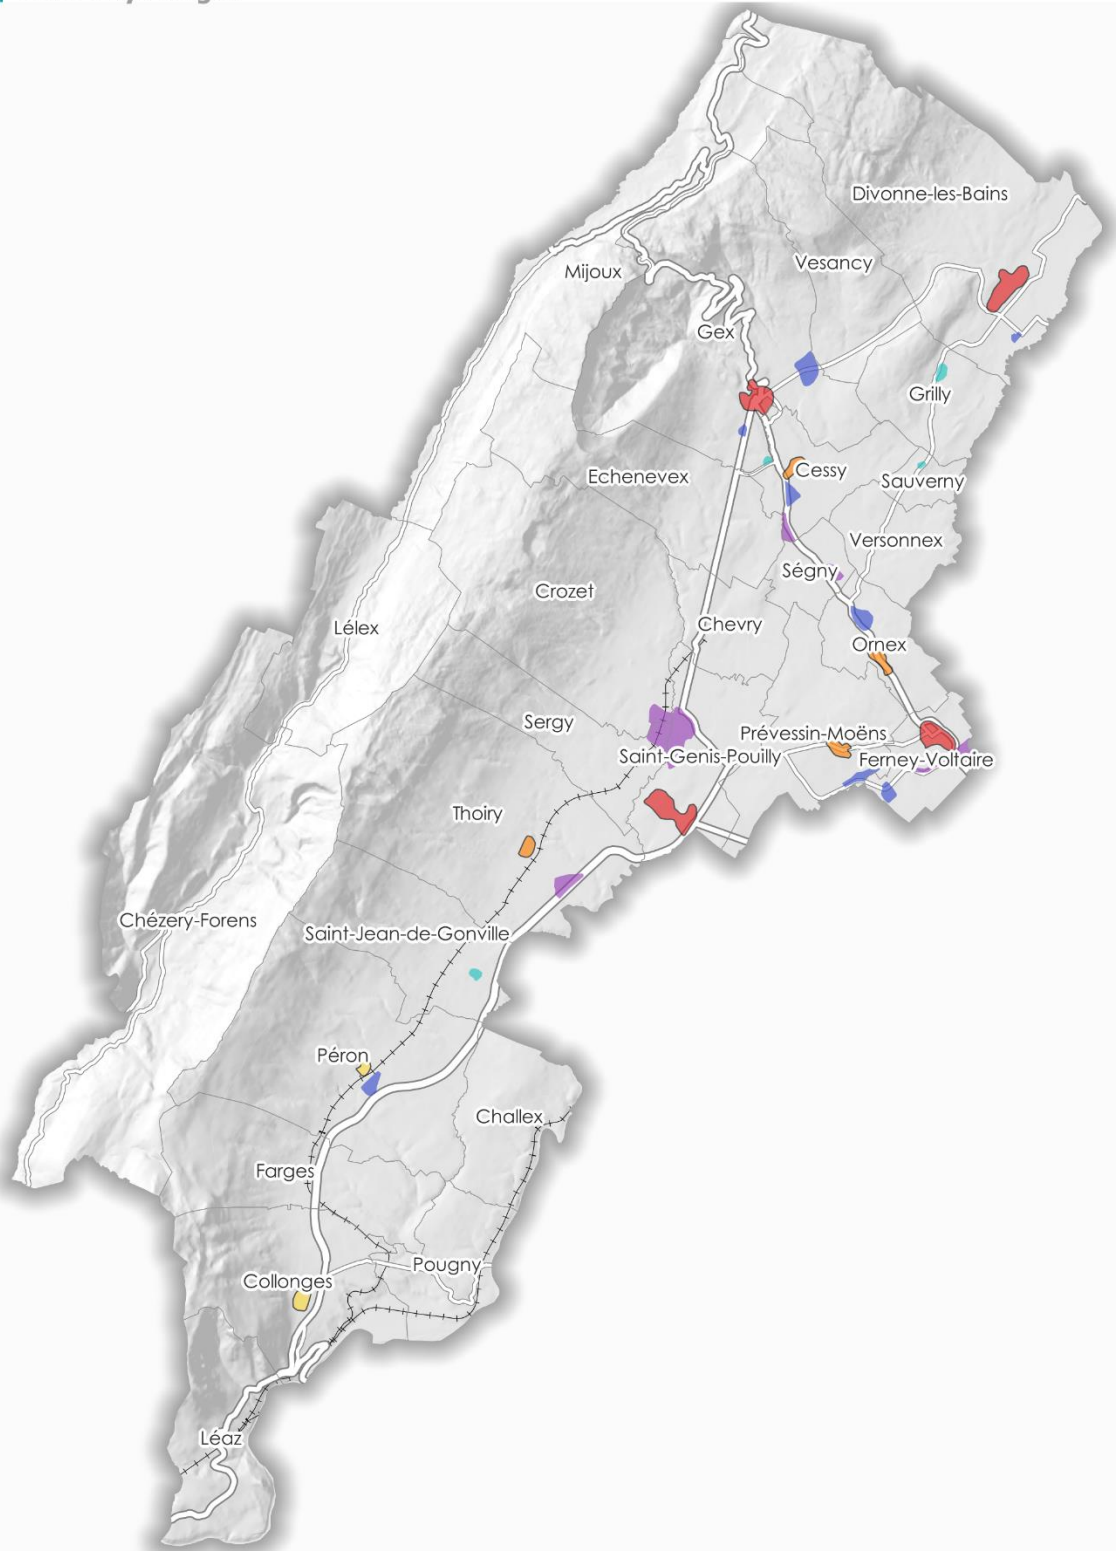 Divonne-les-Bains
Vesancy
Mijoux
Gex
Grilly
Cessy
Echenevex
Sauverny
Versonnex
Ségny
Crozet
Chevry
Lélex
Ornex
Sergy
Prévessin-Moëns
Saint-Genis-Pouilly
Ferney-Voltaire
Thoiry
Chézery-Forens
Saint-Jean-de-Gonville
Péron
Challex
Farges
Pougny
Collonges
Léaz